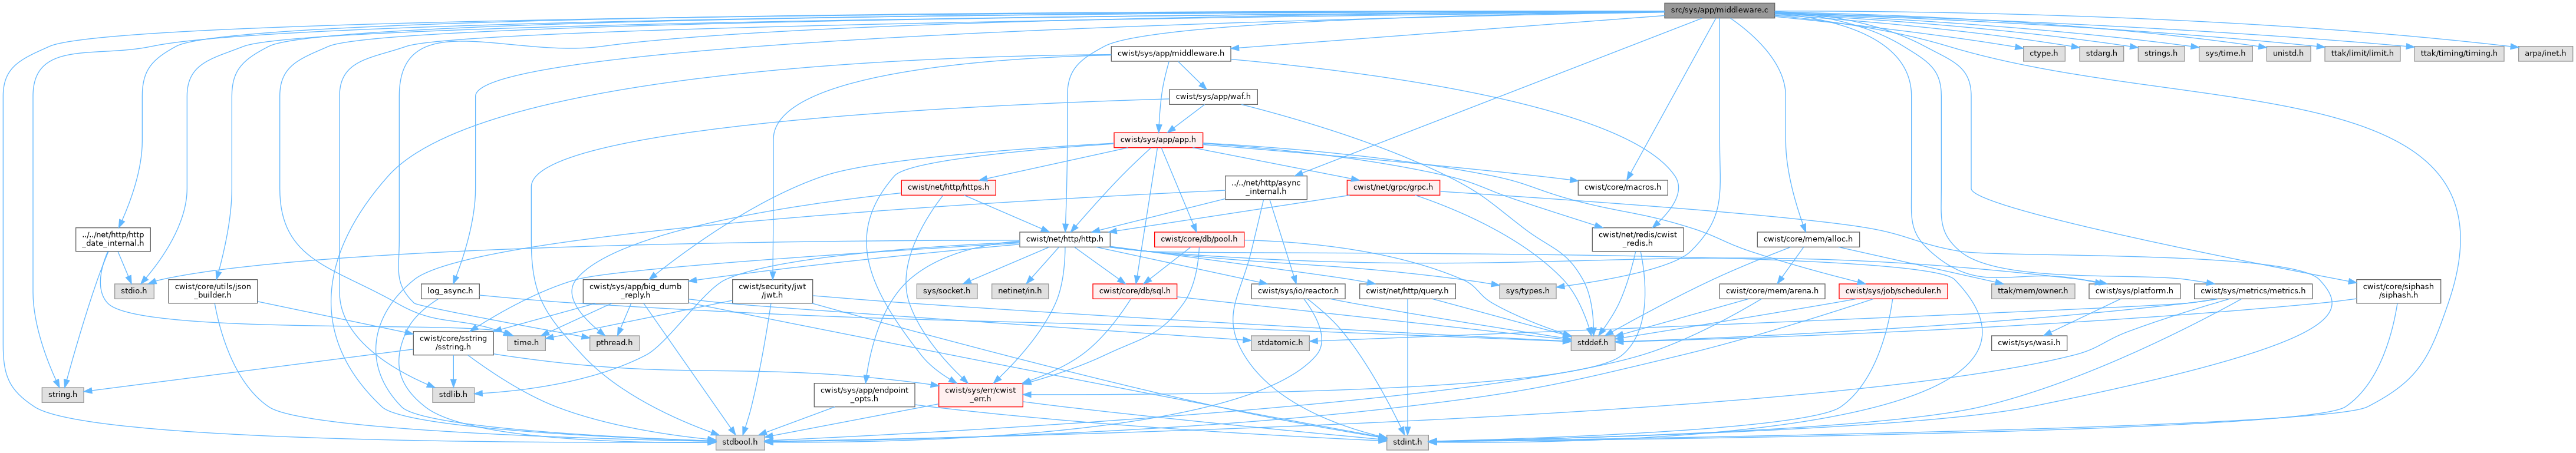 src/sys/app/middleware.c
cwist/sys/app/middleware.h
ctype.h
stdarg.h
strings.h
sys/time.h
unistd.h
ttak/limit/limit.h
ttak/timing/timing.h
arpa/inet.h
cwist/sys/app/waf.h
cwist/sys/app/app.h
cwist/net/http/https.h
../../net/http/async
_internal.h
cwist/net/grpc/grpc.h
cwist/core/macros.h
../../net/http/http
_date_internal.h
cwist/net/http/http.h
cwist/core/db/pool.h
cwist/net/redis/cwist
_redis.h
cwist/core/mem/alloc.h
stdio.h
cwist/core/utils/json
_builder.h
log_async.h
cwist/sys/app/big_dumb
_reply.h
cwist/security/jwt
/jwt.h
sys/socket.h
netinet/in.h
cwist/core/db/sql.h
cwist/sys/io/reactor.h
cwist/net/http/query.h
sys/types.h
cwist/core/mem/arena.h
cwist/sys/job/scheduler.h
ttak/mem/owner.h
cwist/sys/platform.h
cwist/sys/metrics/metrics.h
cwist/core/siphash
/siphash.h
cwist/core/sstring
/sstring.h
time.h
pthread.h
stdatomic.h
stddef.h
cwist/sys/wasi.h
string.h
stdlib.h
cwist/sys/app/endpoint
_opts.h
cwist/sys/err/cwist
_err.h
stdbool.h
stdint.h